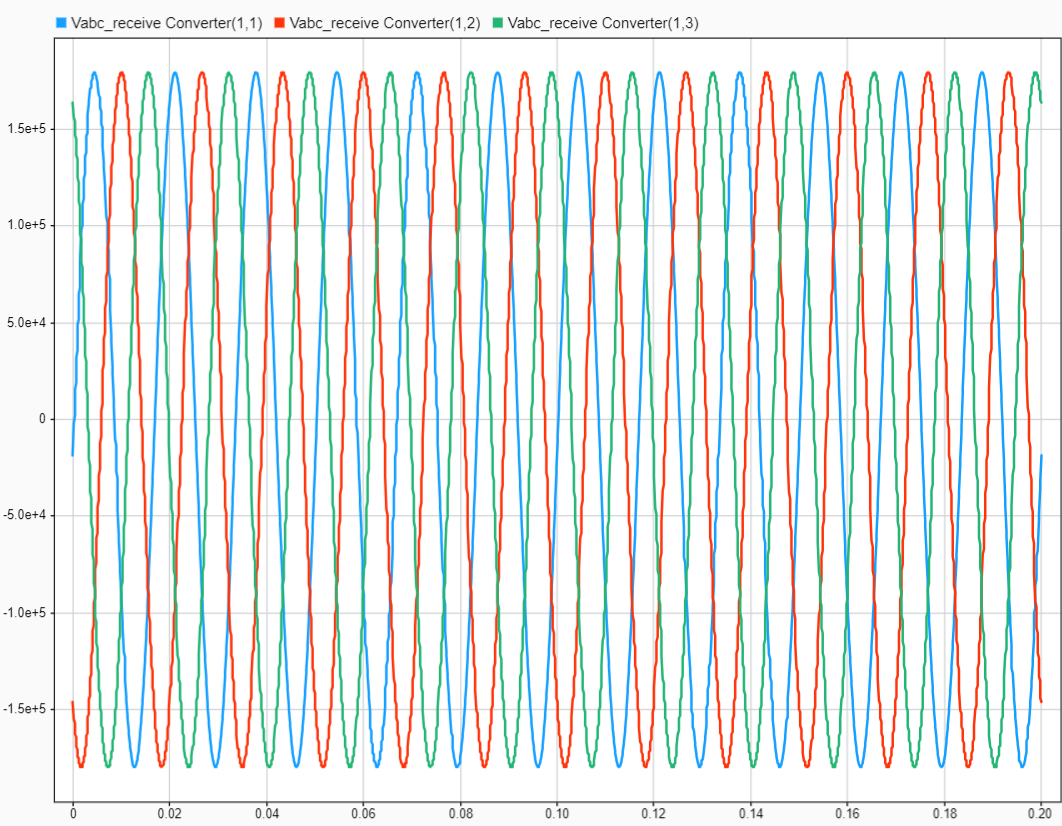 Vabc_receive Converter(1,1) Vabc_receive Converter(1,2) Vabc_receive Converter(1,3)
1.5e+5
1.0e+5
5.0e+4
0
-5.0e+4
-1.0e+5
-1.5e+5
0 0.02 0.04 0.06 0.08 0.10 0.12 0.14 0.16 0.18 0.20